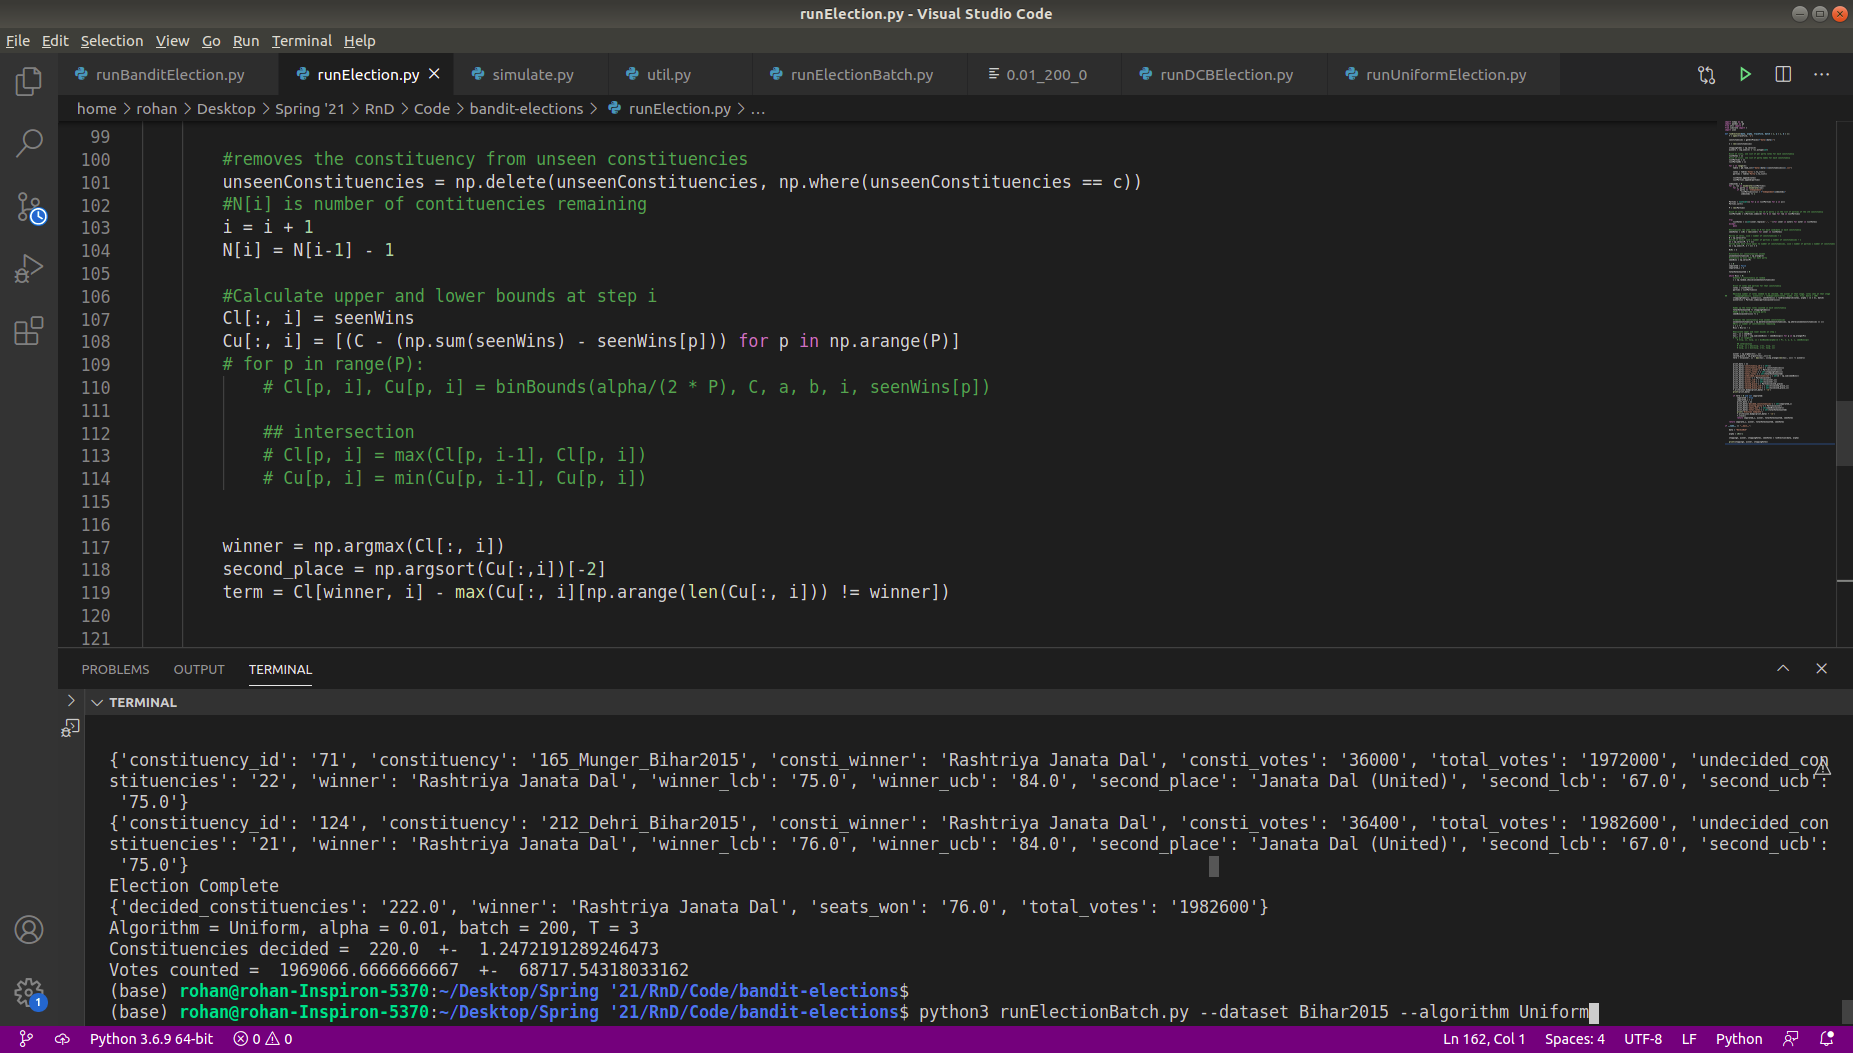 runElection.py - Visual Studio Code
File Edit Selection View Go Run Terminal Help
runBanditElection.py runElection.py simulate.py util.py runElectionBatch.py 0.01_200_0 runDCBElection.py runUniformElection.py
home > rohan > Desktop > Spring '21 > RnD > Code > bandit-elections > runElection.py > ...
99
100 #removes the constituency from unseen constituencies
101 unseenConstituencies = np.delete(unseenConstituencies, np.where(unseenConstituencies == c))
102 #N[i] is number of contituencies remaining
103 i = i + 1
104 N[i] = N[i-1] - 1
105
106 #Calculate upper and lower bounds at step i
107 Cl[:, i] = seenWins
108 Cu[:, i] = [(C - (np.sum(seenWins) - seenWins[p])) for p in np.arange(P)]
109 # for p in range(P):
110 # Cl[p, i], Cu[p, i] = binBounds(alpha/(2 * P), C, a, b, i, seenWins[p])
111
112 ## intersection
113 # Cl[p, i] = max(Cl[p, i-1], Cl[p, i])
114 # Cu[p, i] = min(Cu[p, i-1], Cu[p, i])
115
116
117 winner = np.argmax(Cl[:, i])
118 second_place = np.argsort(Cu[:,i])[-2]
119 term = Cl[winner, i] - max(Cu[:, i][np.arange(len(Cu[:, i])) != winner])
120
121
PROBLEMS OUTPUT TERMINAL
TERMINAL
{'constituency_id': '71', 'constituency': '165_Munger_Bihar2015', 'consti_winner': 'Rashtriya Janata Dal', 'consti_votes': '36000', 'total_votes': '1972000', 'undecided_con
stituencies': '22', 'winner': 'Rashtriya Janata Dal', 'winner_lcb': '75.0', 'winner_ucb': '84.0', 'second_place': 'Janata Dal (United)', 'second_lcb': '67.0', 'second_ucb':
'75.0'}
{'constituency_id': '124', 'constituency': '212_Dehri_Bihar2015', 'consti_winner': 'Rashtriya Janata Dal', 'consti_votes': '36400', 'total_votes': '1982600', 'undecided_con
stituencies': '21', 'winner': 'Rashtriya Janata Dal', 'winner_lcb': '76.0', 'winner_ucb': '84.0', 'second_place': 'Janata Dal (United)', 'second_lcb': '67.0', 'second_ucb':
'75.0'}
Election Complete
{'decided_constituencies': '222.0', 'winner': 'Rashtriya Janata Dal', 'seats_won': '76.0', 'total_votes': '1982600'}
Algorithm = Uniform, alpha = 0.01, batch = 200, T = 3
Constituencies decided =  220.0  +-  1.2472191289246473
Votes counted =  1969066.6666666667  +-  68717.54318033162
(base) rohan@rohan-Inspiron-5370:~/Desktop/Spring '21/RnD/Code/bandit-elections$
(base) rohan@rohan-Inspiron-5370:~/Desktop/Spring '21/RnD/Code/bandit-elections$ python3 runElectionBatch.py --dataset Bihar2015 --algorithm Uniform
1
Python 3.6.9 64-bit 0 0 Ln 162, Col 1 Spaces: 4 UTF-8 LF Python